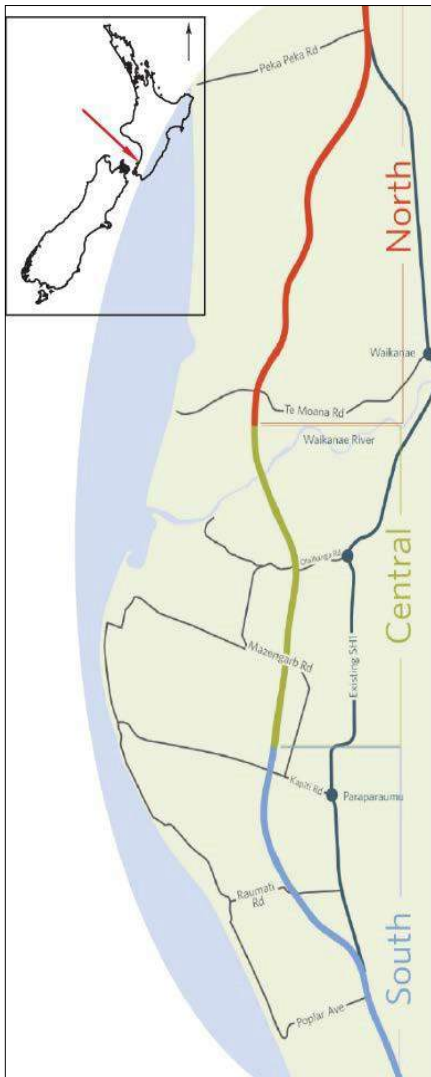 Peka Peka Rd
North
Waikanae
Te Moana Rd
Waikanae River
Otaihanga Rd
Central
Mazengarb Rd
Existing SH1
Kapiti Rd
Paraparaumu
Raumati
Rd
South
Poplar Ave